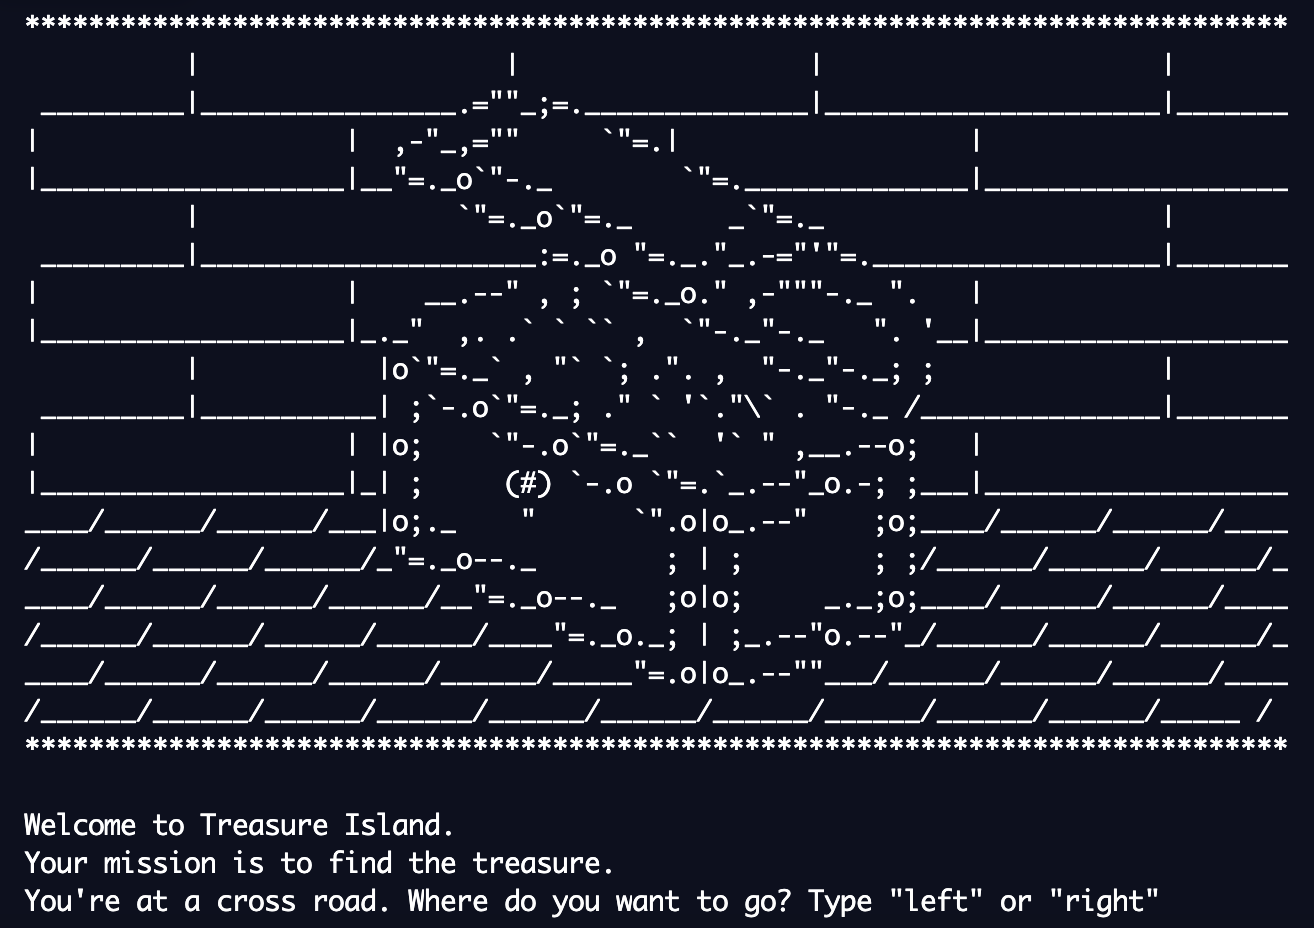 Welcome to Treasure Island.
Your mission is to find the treasure.
You're at a cross road. Where do you want to go? Type "left" or "right"